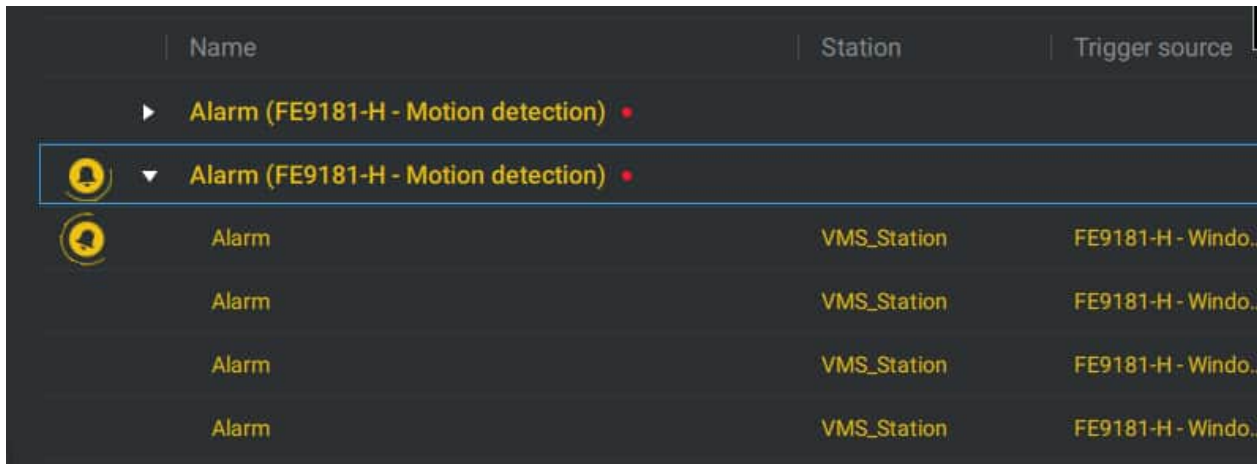 Name Station Trigger source
Alarm (FE9181-H - Motion detection)
Alarm (FE9181-H - Motion detection)
Alarm VMS_Station FE9181-H - Windo..
Alarm VMS_Station FE9181-H - Windo..
Alarm VMS_Station FE9181-H - Windo..
Alarm VMS_Station FE9181-H - Windo..